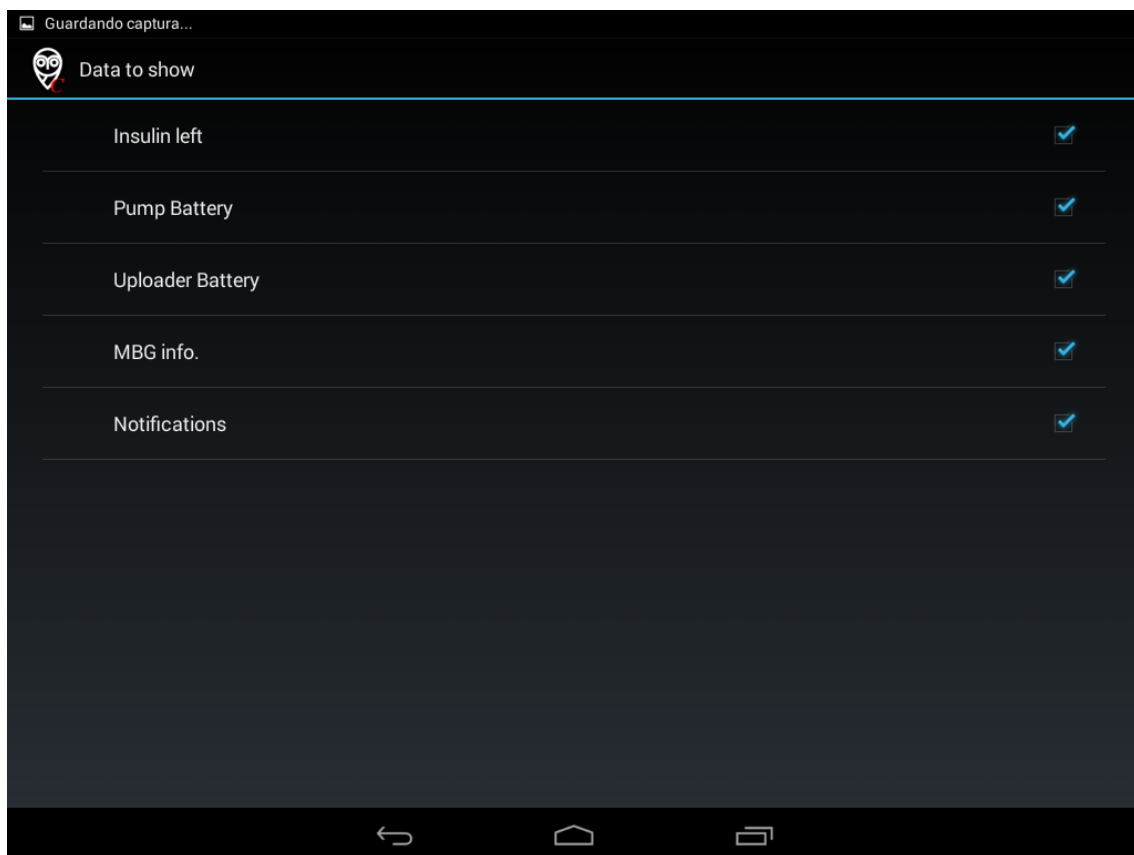 Guardando captura...
C
Data to show
Insulin left
Pump Battery
Uploader Battery
MBG info.
Notifications